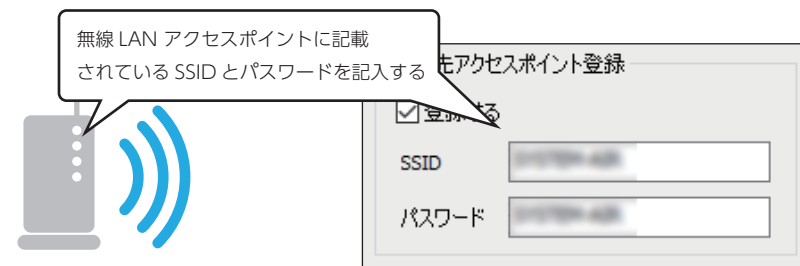 無線 LAN アクセスポイントに記載
されている SSID とパスワードを記入する
先アクセスポイント登録
登録する
SSID
パスワード